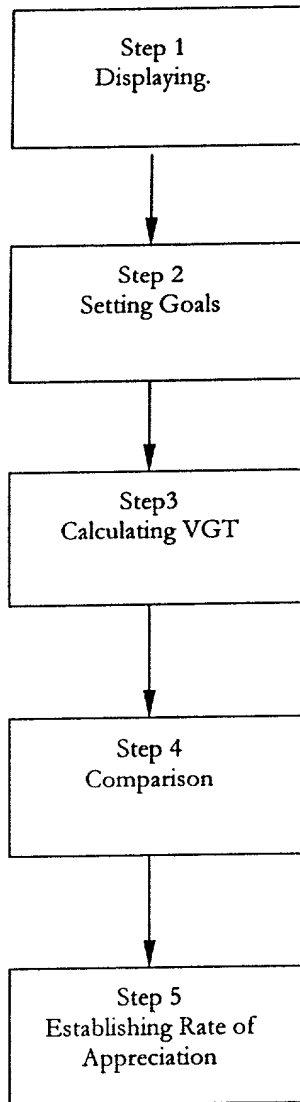 Step 1
Displaying.
Step 2
Setting Goals
Step3
Calculating VGT
Step 4
Comparison
Step 5
Establishing Rate of
Appreciation